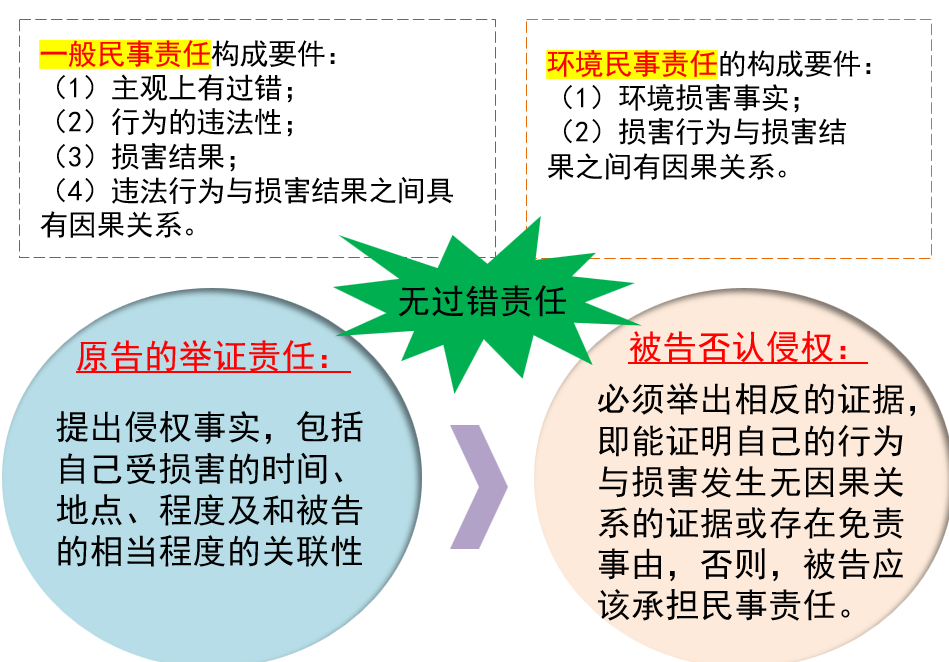 一般民事责任构成要件：
（1）主观上有过错；
（2）行为的违法性；
（3）损害结果；
（4）违法行为与损害结果之间具
有因果关系。
环境民事责任的构成要件：
（1）环境损害事实；
（2）损害行为与损害结
果之间有因果关系。
无过错责任
原告的举证责任：
提出侵权事实，包括
自己受损害的时间、
地点、程度及和被告
的相当程度的关联性
被告否认侵权：
必须举出相反的证据，
即能证明自己的行为
与损害发生无因果关
系的证据或存在免责
事由，否则，被告应
该承担民事责任。